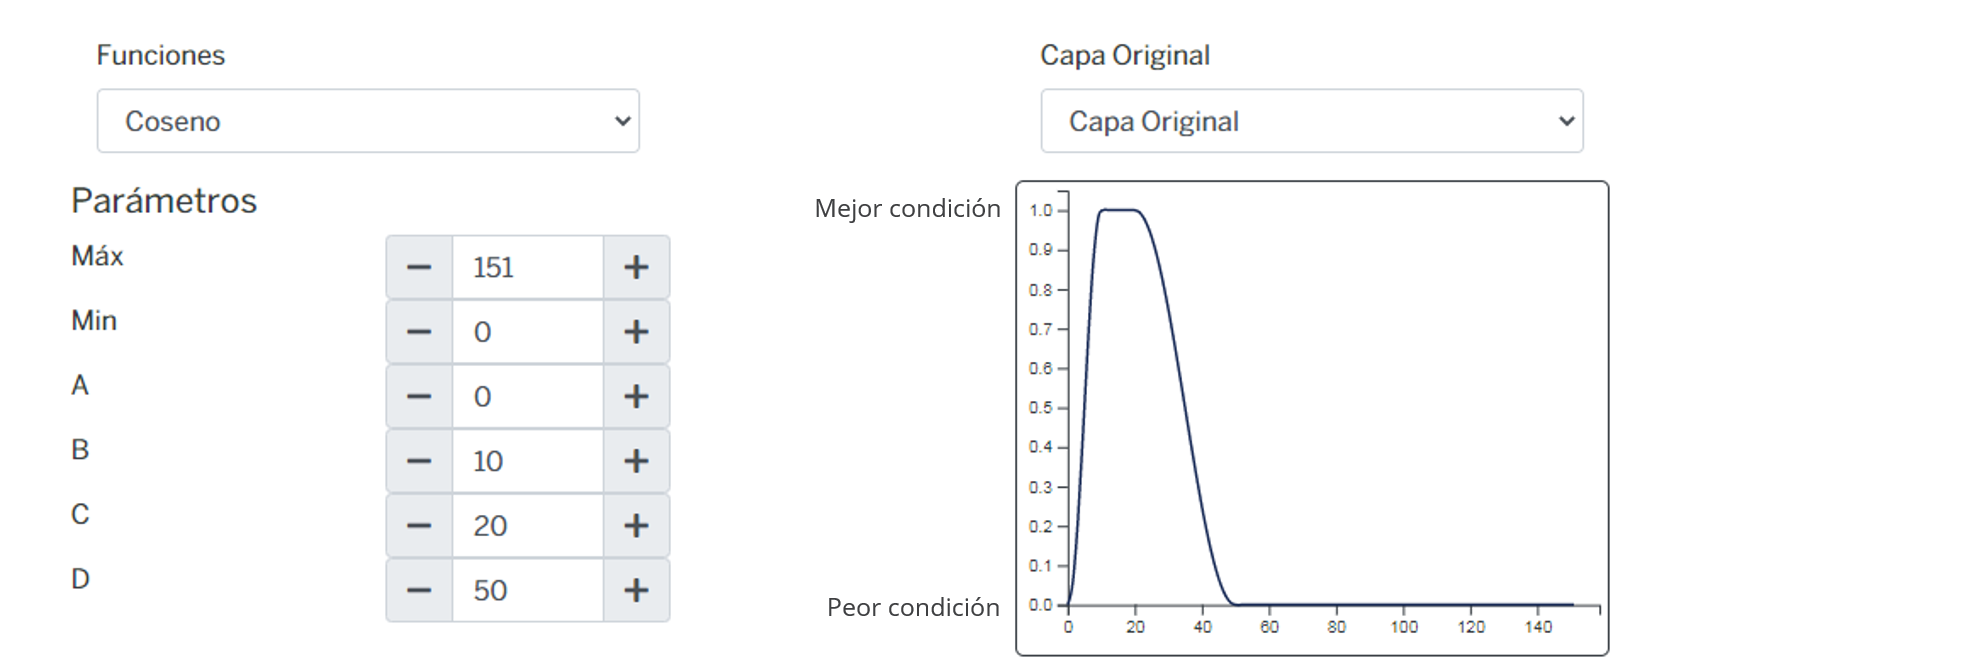 Funciones
Coseno
Parámetros
Máx
− 151 +
Min
− 0 +
A
− 0 +
B
− 10 +
C
− 20 +
D
− 50 +
Capa Original
Capa Original
Mejor condición
Peor condición
1.0
0.9
0.8
0.7
0.6
0.5
0.4
0.3
0.2
0.1
0.0
0 20 40 60 80 100 120 140